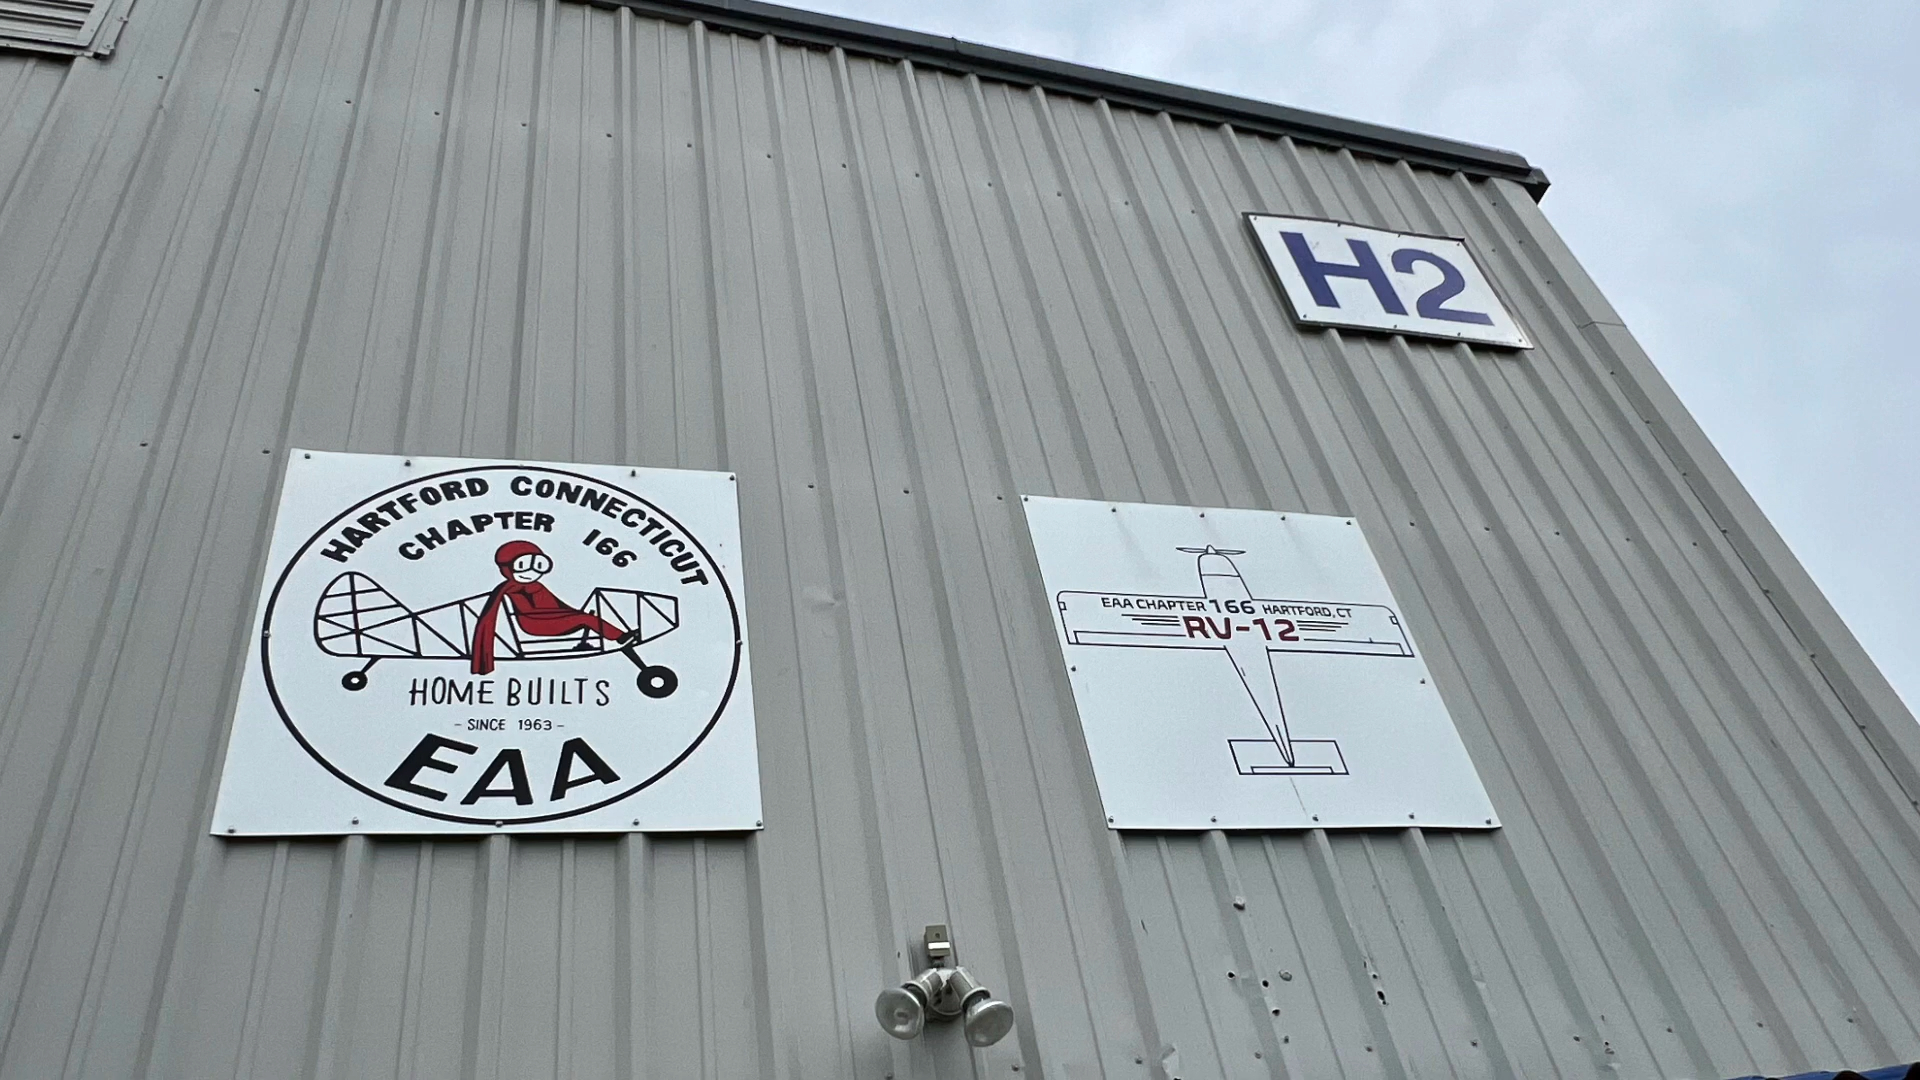 H2
HARTFORD CONNECTICUT
CHAPTER 166
HOME BUILTS
- SINCE 1963 -
EAA
EAA CHAPTER 166 HARTFORD, CT
RV-12